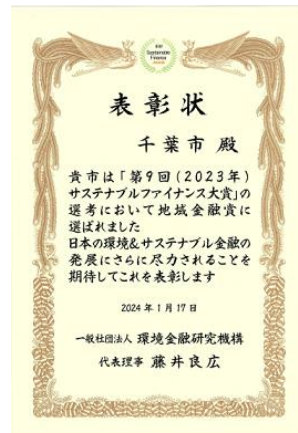 Sustainable
Finance
表彰状
千葉市 殿
貴市は「第9回(2023年)
サステナブルファイナンス大賞」の
選考において地域金融賞に
選ばれました
日本の環境&サステナブル金融の
発展にさらに尽力されることを
期待してこれを表彰します
2024年1月17日
一般社団法人 環境金融研究機構
代表理事 藤井良広